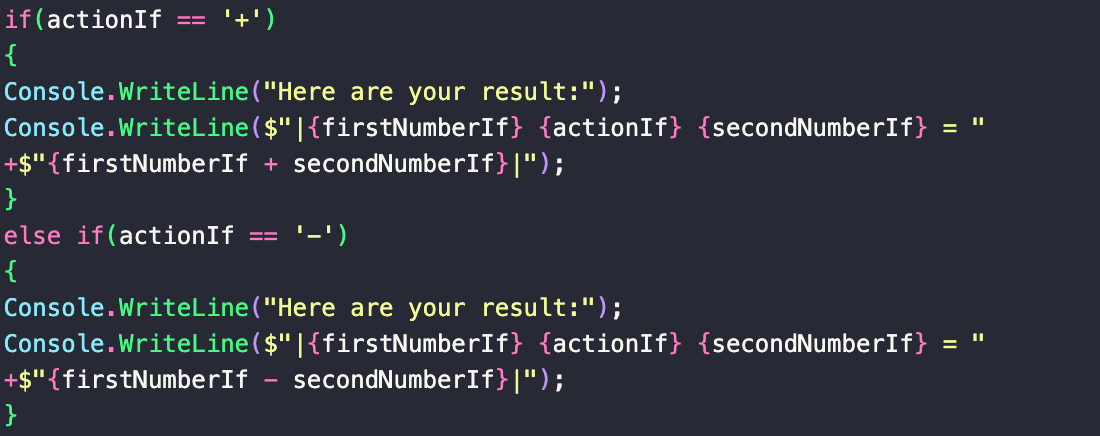 if(actionIf == '+')
{
Console.WriteLine("Here are your result:");
Console.WriteLine($"|{firstNumberIf} {actionIf} {secondNumberIf} = "
+$"{firstNumberIf + secondNumberIf}|");
}
else if(actionIf == '-')
{
Console.WriteLine("Here are your result:");
Console.WriteLine($"|{firstNumberIf} {actionIf} {secondNumberIf} = "
+$"{firstNumberIf - secondNumberIf}|");
}